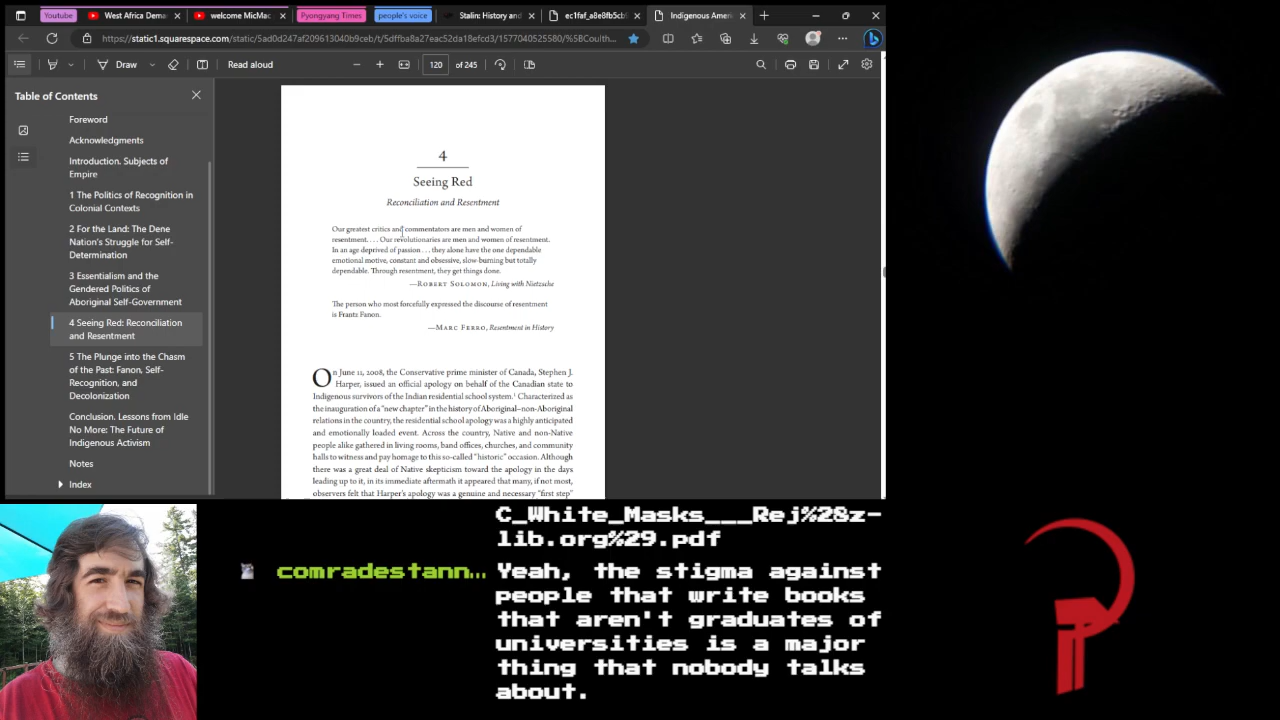 Youtube
West Africa Dema
welcome MicMac
Pyongyang Times
people's voice
Stalin: History and
ec1faf_a8e8fb5cb
Indigenous Amer
https://static1.squarespace.com/static/5ad0d247af209613040b9ceb/t/5dffba8a27eac52da18efcd3/1577040525580/%5BCoulth...
Draw
Read aloud
120 of 245
Table of Contents
Foreword
Acknowledgments
Introduction. Subjects of
Empire
1 The Politics of Recognition in
Colonial Contexts
2 For the Land: The Dene
Nation's Struggle for Self-
Determination
3 Essentialism and the
Gendered Politics of
Aboriginal Self-Government
4 Seeing Red: Reconciliation
and Resentment
5 The Plunge into the Chasm
of the Past: Fanon, Self-
Recognition, and
Decolonization
Conclusion. Lessons from Idle
No More: The Future of
Indigenous Activism
Notes
Index
4
Seeing Red
Reconciliation and Resentment
Our greatest critics and commentators are men and women of
resentment. . . . Our revolutionaries are men and women of resentment.
In an age deprived of passion . . . they alone have the one dependable
emotional motive, constant and obsessive, slow-burning but totally
dependable. Through resentment, they get things done.
—Robert Solomon, Living with Nietzsche
The person who most forcefully expressed the discourse of resentment
is Frantz Fanon.
—Marc Ferro, Resentment in History
On June 11, 2008, the Conservative prime minister of Canada, Stephen J.
Harper, issued an official apology on behalf of the Canadian state to
Indigenous survivors of the Indian residential school system.1 Characterized as
the inauguration of a "new chapter" in the history of Aboriginal–non-Aboriginal
relations in the country, the residential school apology was a highly anticipated
and emotionally loaded event. Across the country, Native and non-Native
people alike gathered in living rooms, band offices, churches, and community
halls to witness and pay homage to this so-called "historic" occasion. Although
there was a great deal of Native skepticism toward the apology in the days
leading up to it, in its immediate aftermath it appeared that many, if not most,
observers felt that Harper's apology was a genuine and necessary "first step"
C_White_Masks___Rej%28z-
lib.org%29.pdf
comradestann...
Yeah, the stigma against
people that write books
that aren't graduates of
universities is a major
thing that nobody talks
about.